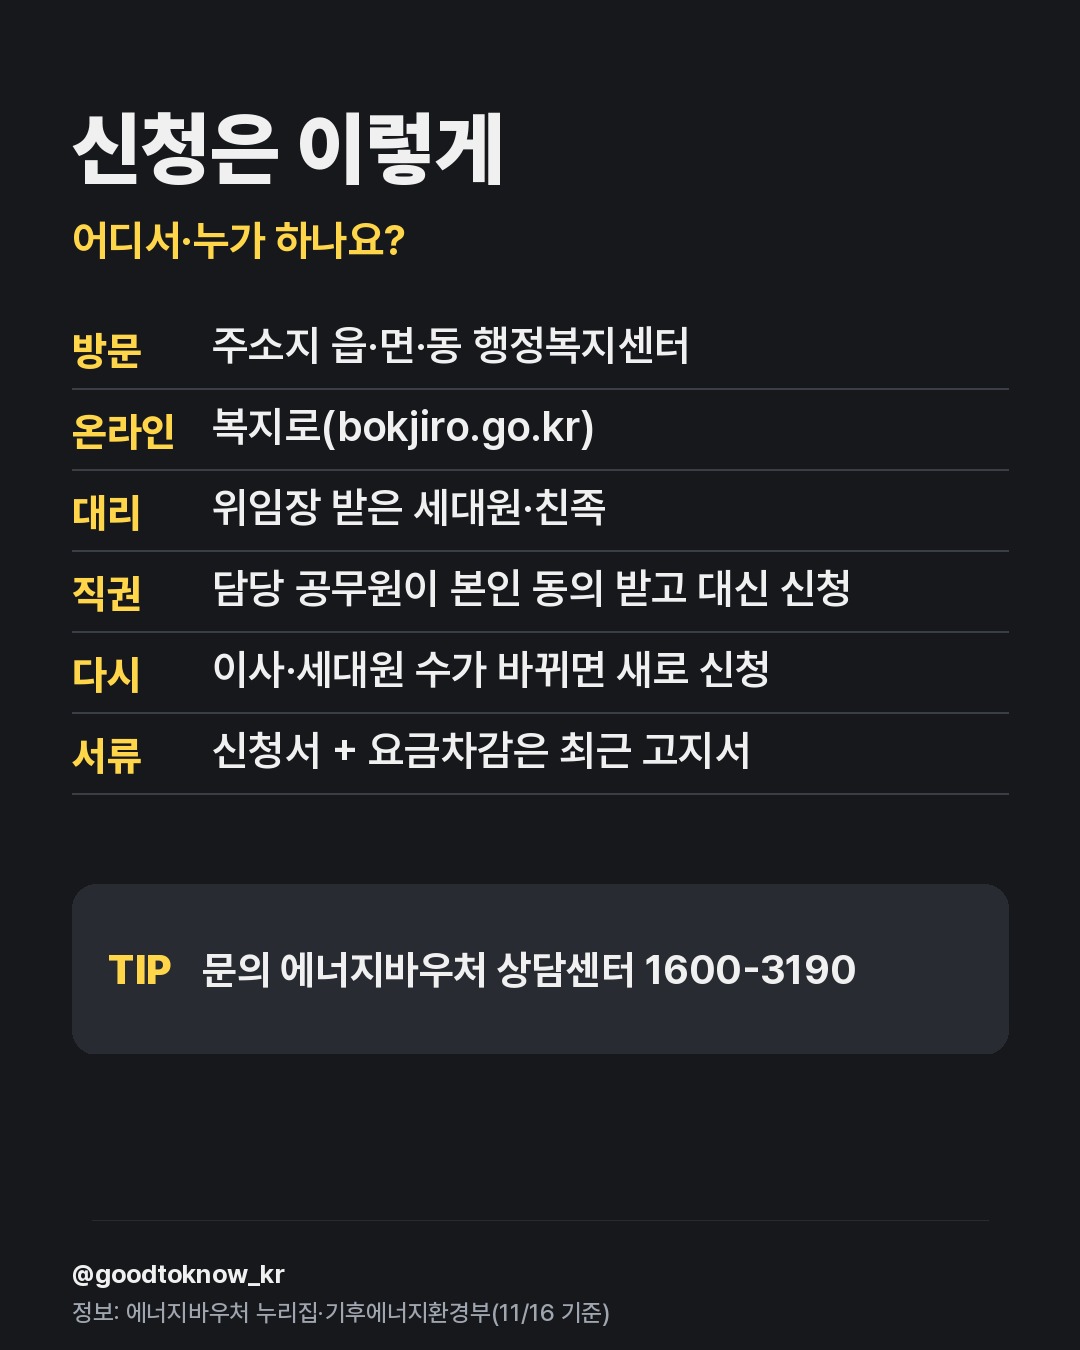 신청은 이렇게
어디서·누가 하나요?
방문 주소지 읍·면·동 행정복지센터
온라인 복지로(bokjiro.go.kr)
대리 위임장 받은 세대원·친족
직권 담당 공무원이 본인 동의 받고 대신 신청
다시 이사·세대원 수가 바뀌면 새로 신청
서류 신청서 + 요금차감은 최근 고지서
TIP 문의 에너지바우처 상담센터 1600-3190
@goodtoknow_kr
정보: 에너지바우처 누리집·기후에너지환경부(11/16 기준)